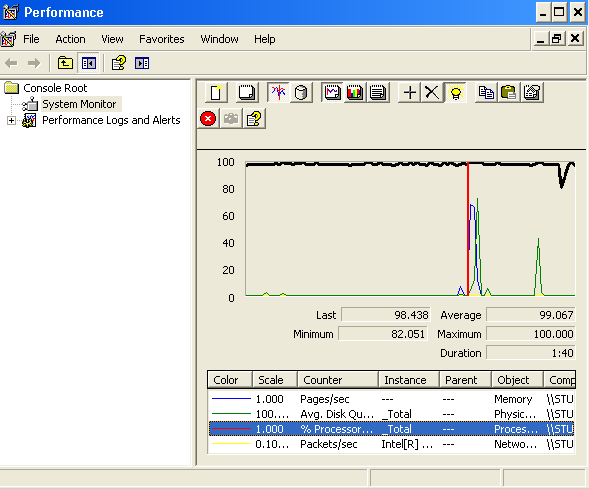 Performance
File Action View Favorites Window Help
Console Root
System Monitor
Performance Logs and Alerts
100
80
60
40
20
0
Last 98.438 Average 99.067
Minimum 82.051 Maximum 100.000
Duration 1:40
Color Scale Counter Instance Parent Object Comp
1.000 Pages/sec --- --- Memory \\STU
100.... Avg. Disk Qu... _Total --- Physic... \\STU
1.000 % Processor... _Total --- Proces... \\STU
0.10... Packets/sec Intel[R] ... --- Netwo... \\STU